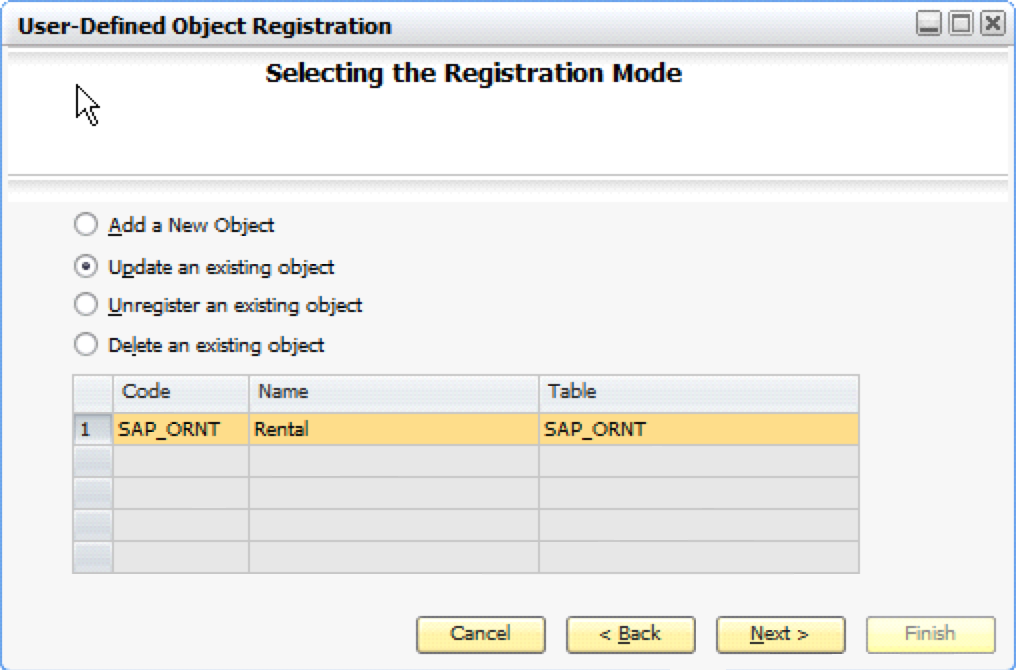 User-Defined Object Registration
Selecting the Registration Mode
Add a New Object
Update an existing object
Unregister an existing object
Delete an existing object
Code Name Table
1 SAP_ORNT Rental SAP_ORNT
Cancel < Back Next > Finish